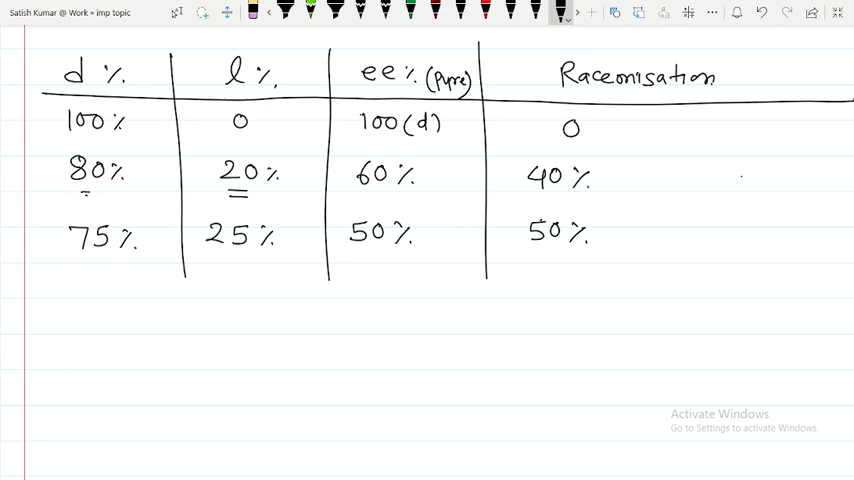 Satish Kumar @ Work » imp topic
d % l %. ee % (pure) Racemisation
100% 0 100(d) 0
80% 20% 60% 40%
75% 25% 50% 50%
Activate Windows
Go to Settings to activate Windows.